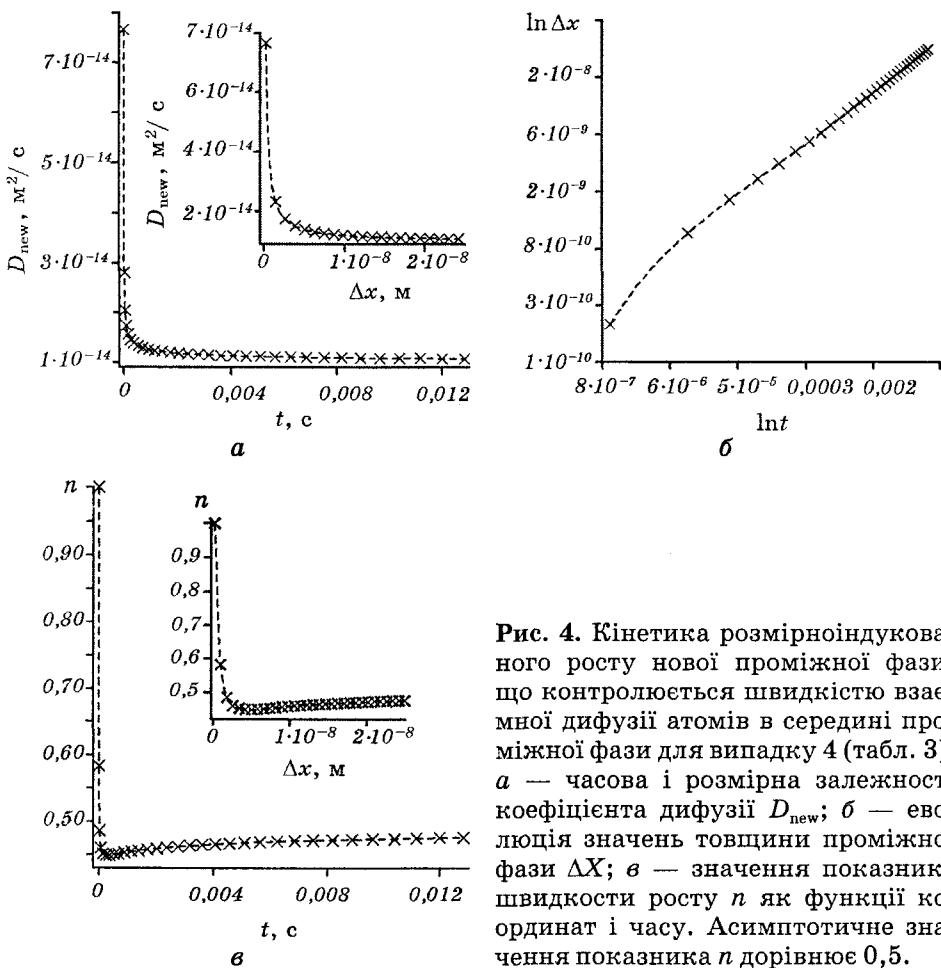 7·10⁻¹⁴
5·10⁻¹⁴
3·10⁻¹⁴
1·10⁻¹⁴
D_new, м²/ с
0 0,004 0,008 0,012
t, с
а
7·10⁻¹⁴
6·10⁻¹⁴
4·10⁻¹⁴
2·10⁻¹⁴
D_new, м²/ с
0 1·10⁻⁸ 2·10⁻⁸
Δx, м
ln Δx
2·10⁻⁸
6·10⁻⁹
2·10⁻⁹
8·10⁻¹⁰
3·10⁻¹⁰
1·10⁻¹⁰
8·10⁻⁷ 6·10⁻⁶ 5·10⁻⁵ 0,0003 0,002
lnt
б
n
0,90
0,80
0,70
0,60
0,50
0 0,004 0,008 0,012
t, с
в
n
0,9
0,8
0,7
0,6
0,5
0 1·10⁻⁸ 2·10⁻⁸
Δx, м
Рис. 4. Кінетика розмірноіндукова
ного росту нової проміжної фази
що контролюється швидкістю взає
мної дифузії атомів в середині про
міжної фази для випадку 4 (табл. 3)
а — часова і розмірна залежност
коефіцієнта дифузії D_new; б — ево
люція значень товщини проміжно
фази ΔX; в — значення показник
швидкости росту n як функції ко
ординат і часу. Асимптотичне зна
чення показника n дорівнює 0,5.